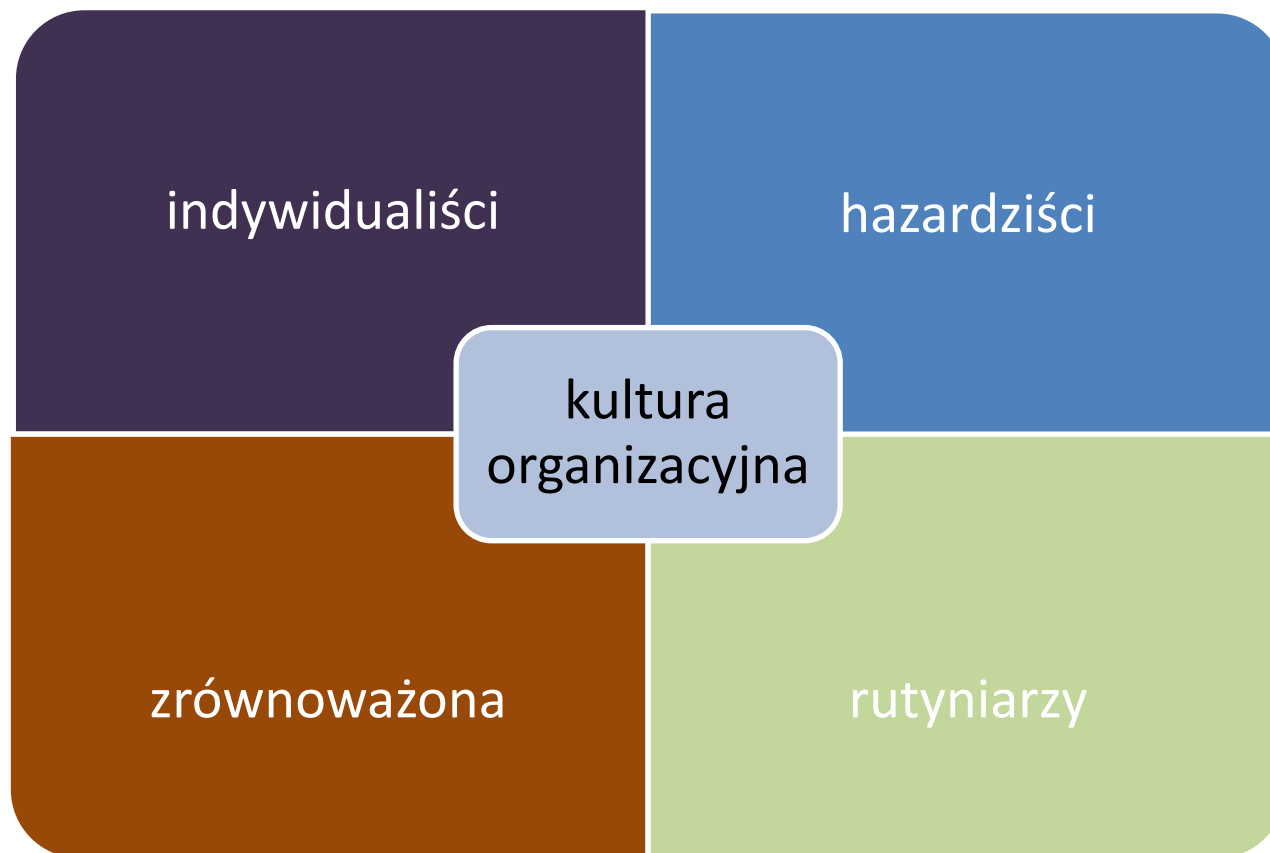 indywidualiści
hazardziści
kultura
organizacyjna
zrównoważona
rutyniarzy